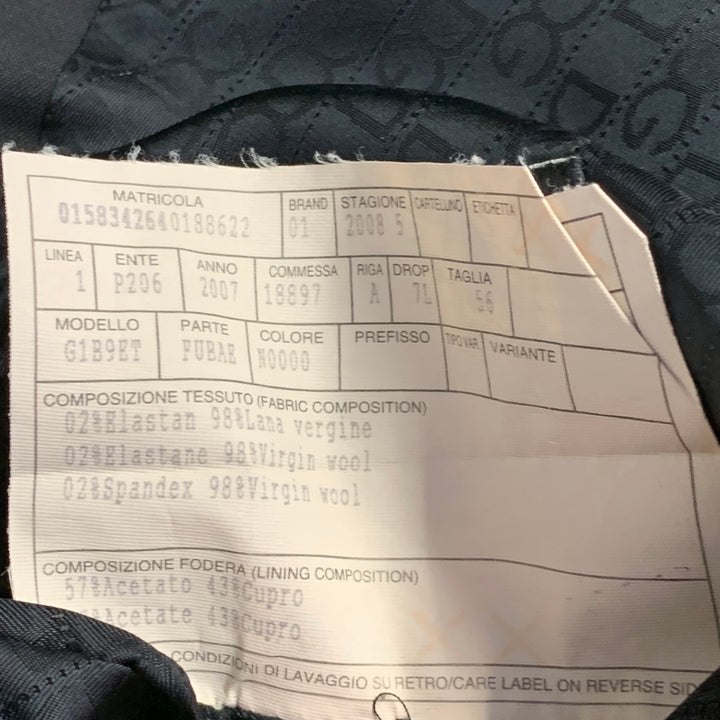 MATRICOLA BRAND STAGIONE CARTELLINO ETICHETTA
0158342640188622 01 2008 5
LINEA ENTE ANNO COMMESSA RIGA DROP TAGLIA
1 P206 2007 18897 A 7L 56
MODELLO PARTE COLORE PREFISSO TIPO VAR. VARIANTE
G1B9ET FUBAE N0000
COMPOSIZIONE TESSUTO (FABRIC COMPOSITION)
02%Elastan 98%Lana vergine
02%Elastane 98%Virgin wool
02%Spandex 98%Virgin wool
COMPOSIZIONE FODERA (LINING COMPOSITION)
57%Acetato 43%Cupro
Acetate 43%Cupro
CONDIZIONI DI LAVAGGIO SU RETRO/CARE LABEL ON REVERSE SID